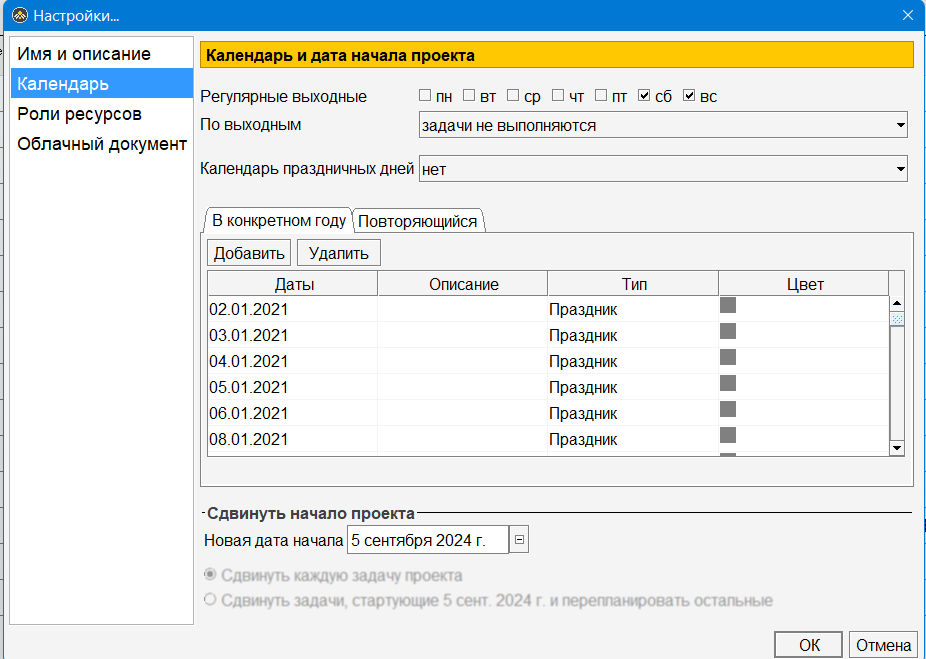 Настройки...
Имя и описание
Календарь
Роли ресурсов
Облачный документ
Календарь и дата начала проекта
Регулярные выходные пн вт ср чт пт сб вс
По выходным задачи не выполняются
Календарь праздничных дней нет
В конкретном году Повторяющийся
Добавить Удалить
Даты Описание Тип Цвет
02.01.2021 Праздник
03.01.2021 Праздник
04.01.2021 Праздник
05.01.2021 Праздник
06.01.2021 Праздник
08.01.2021 Праздник
Сдвинуть начало проекта
Новая дата начала 5 сентября 2024 г.
Сдвинуть каждую задачу проекта
Сдвинуть задачи, стартующие 5 сент. 2024 г. и перепланировать остальные
ОК Отмена